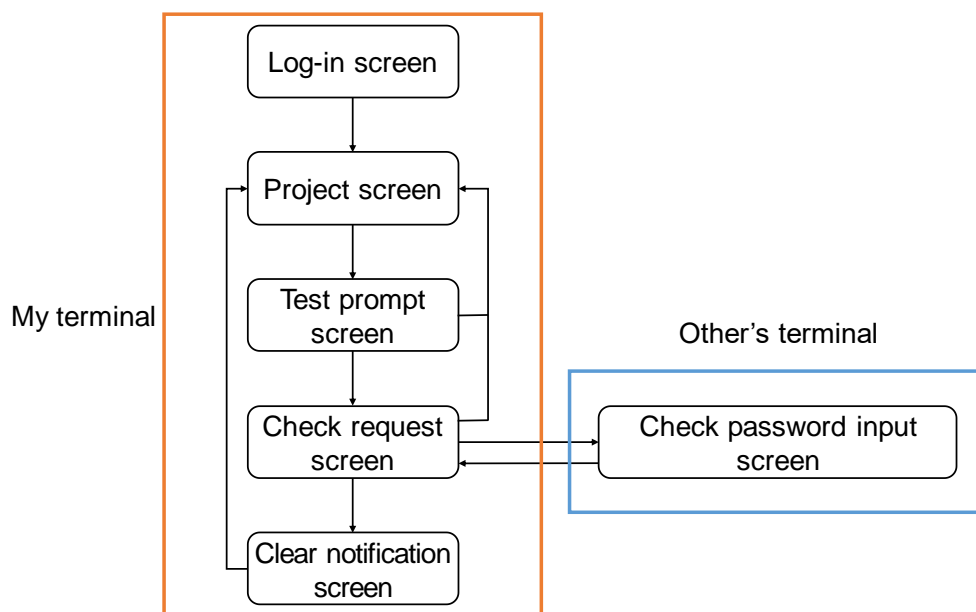 Log-in screen
Project screen
Test prompt
screen
My terminal
Other’s terminal
Check request
screen
Check password input
screen
Clear notification
screen